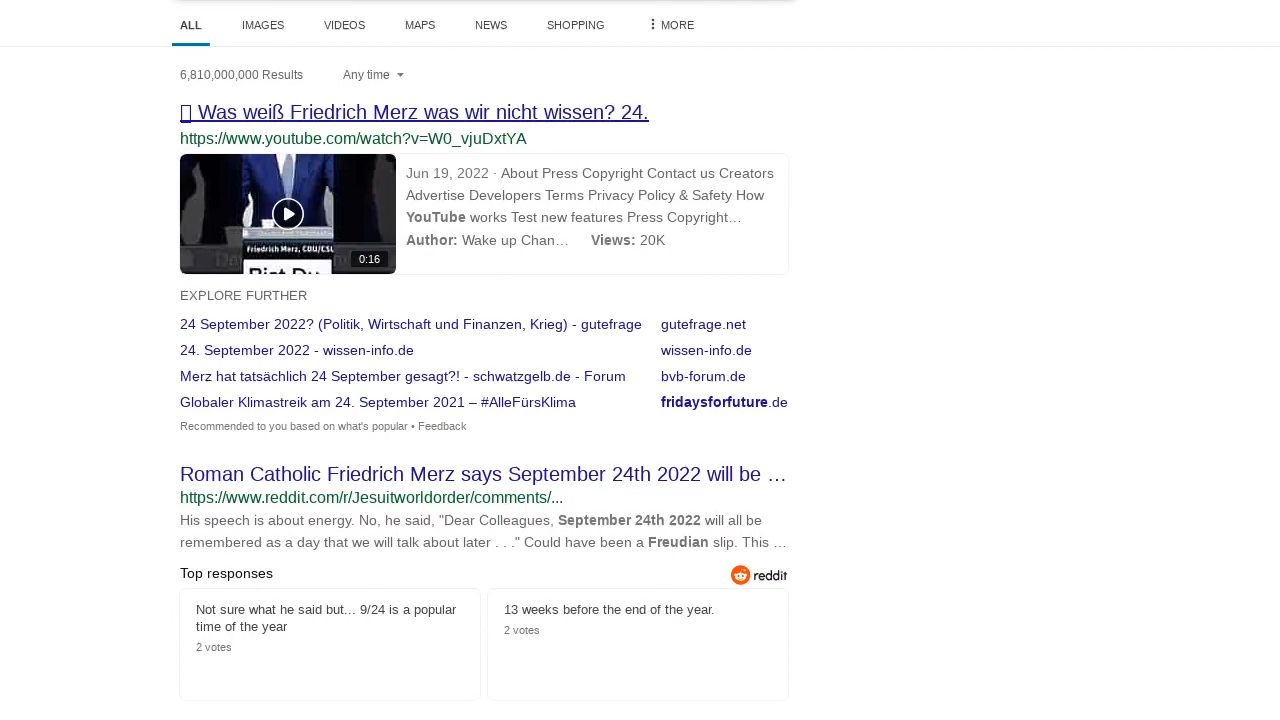 ALL IMAGES VIDEOS MAPS NEWS SHOPPING MORE
6,810,000,000 Results Any time
Was weiß Friedrich Merz was wir nicht wissen? 24.
https://www.youtube.com/watch?v=W0_vjuDxtYA
Jun 19, 2022 · About Press Copyright Contact us Creators
Advertise Developers Terms Privacy Policy & Safety How
YouTube works Test new features Press Copyright…
Author: Wake up Chan… Views: 20K
Friedrich Merz, CDU/CSU
Bist Du
0:16
EXPLORE FURTHER
24 September 2022? (Politik, Wirtschaft und Finanzen, Krieg) - gutefrage gutefrage.net
24. September 2022 - wissen-info.de wissen-info.de
Merz hat tatsächlich 24 September gesagt?! - schwatzgelb.de - Forum bvb-forum.de
Globaler Klimastreik am 24. September 2021 – #AlleFürsKlima fridaysforfuture.de
Recommended to you based on what's popular • Feedback
Roman Catholic Friedrich Merz says September 24th 2022 will be …
https://www.reddit.com/r/Jesuitworldorder/comments/...
His speech is about energy. No, he said, "Dear Colleagues, September 24th 2022 will all be
remembered as a day that we will talk about later . . ." Could have been a Freudian slip. This …
Top responses reddit
Not sure what he said but... 9/24 is a popular
time of the year
2 votes
13 weeks before the end of the year.
2 votes